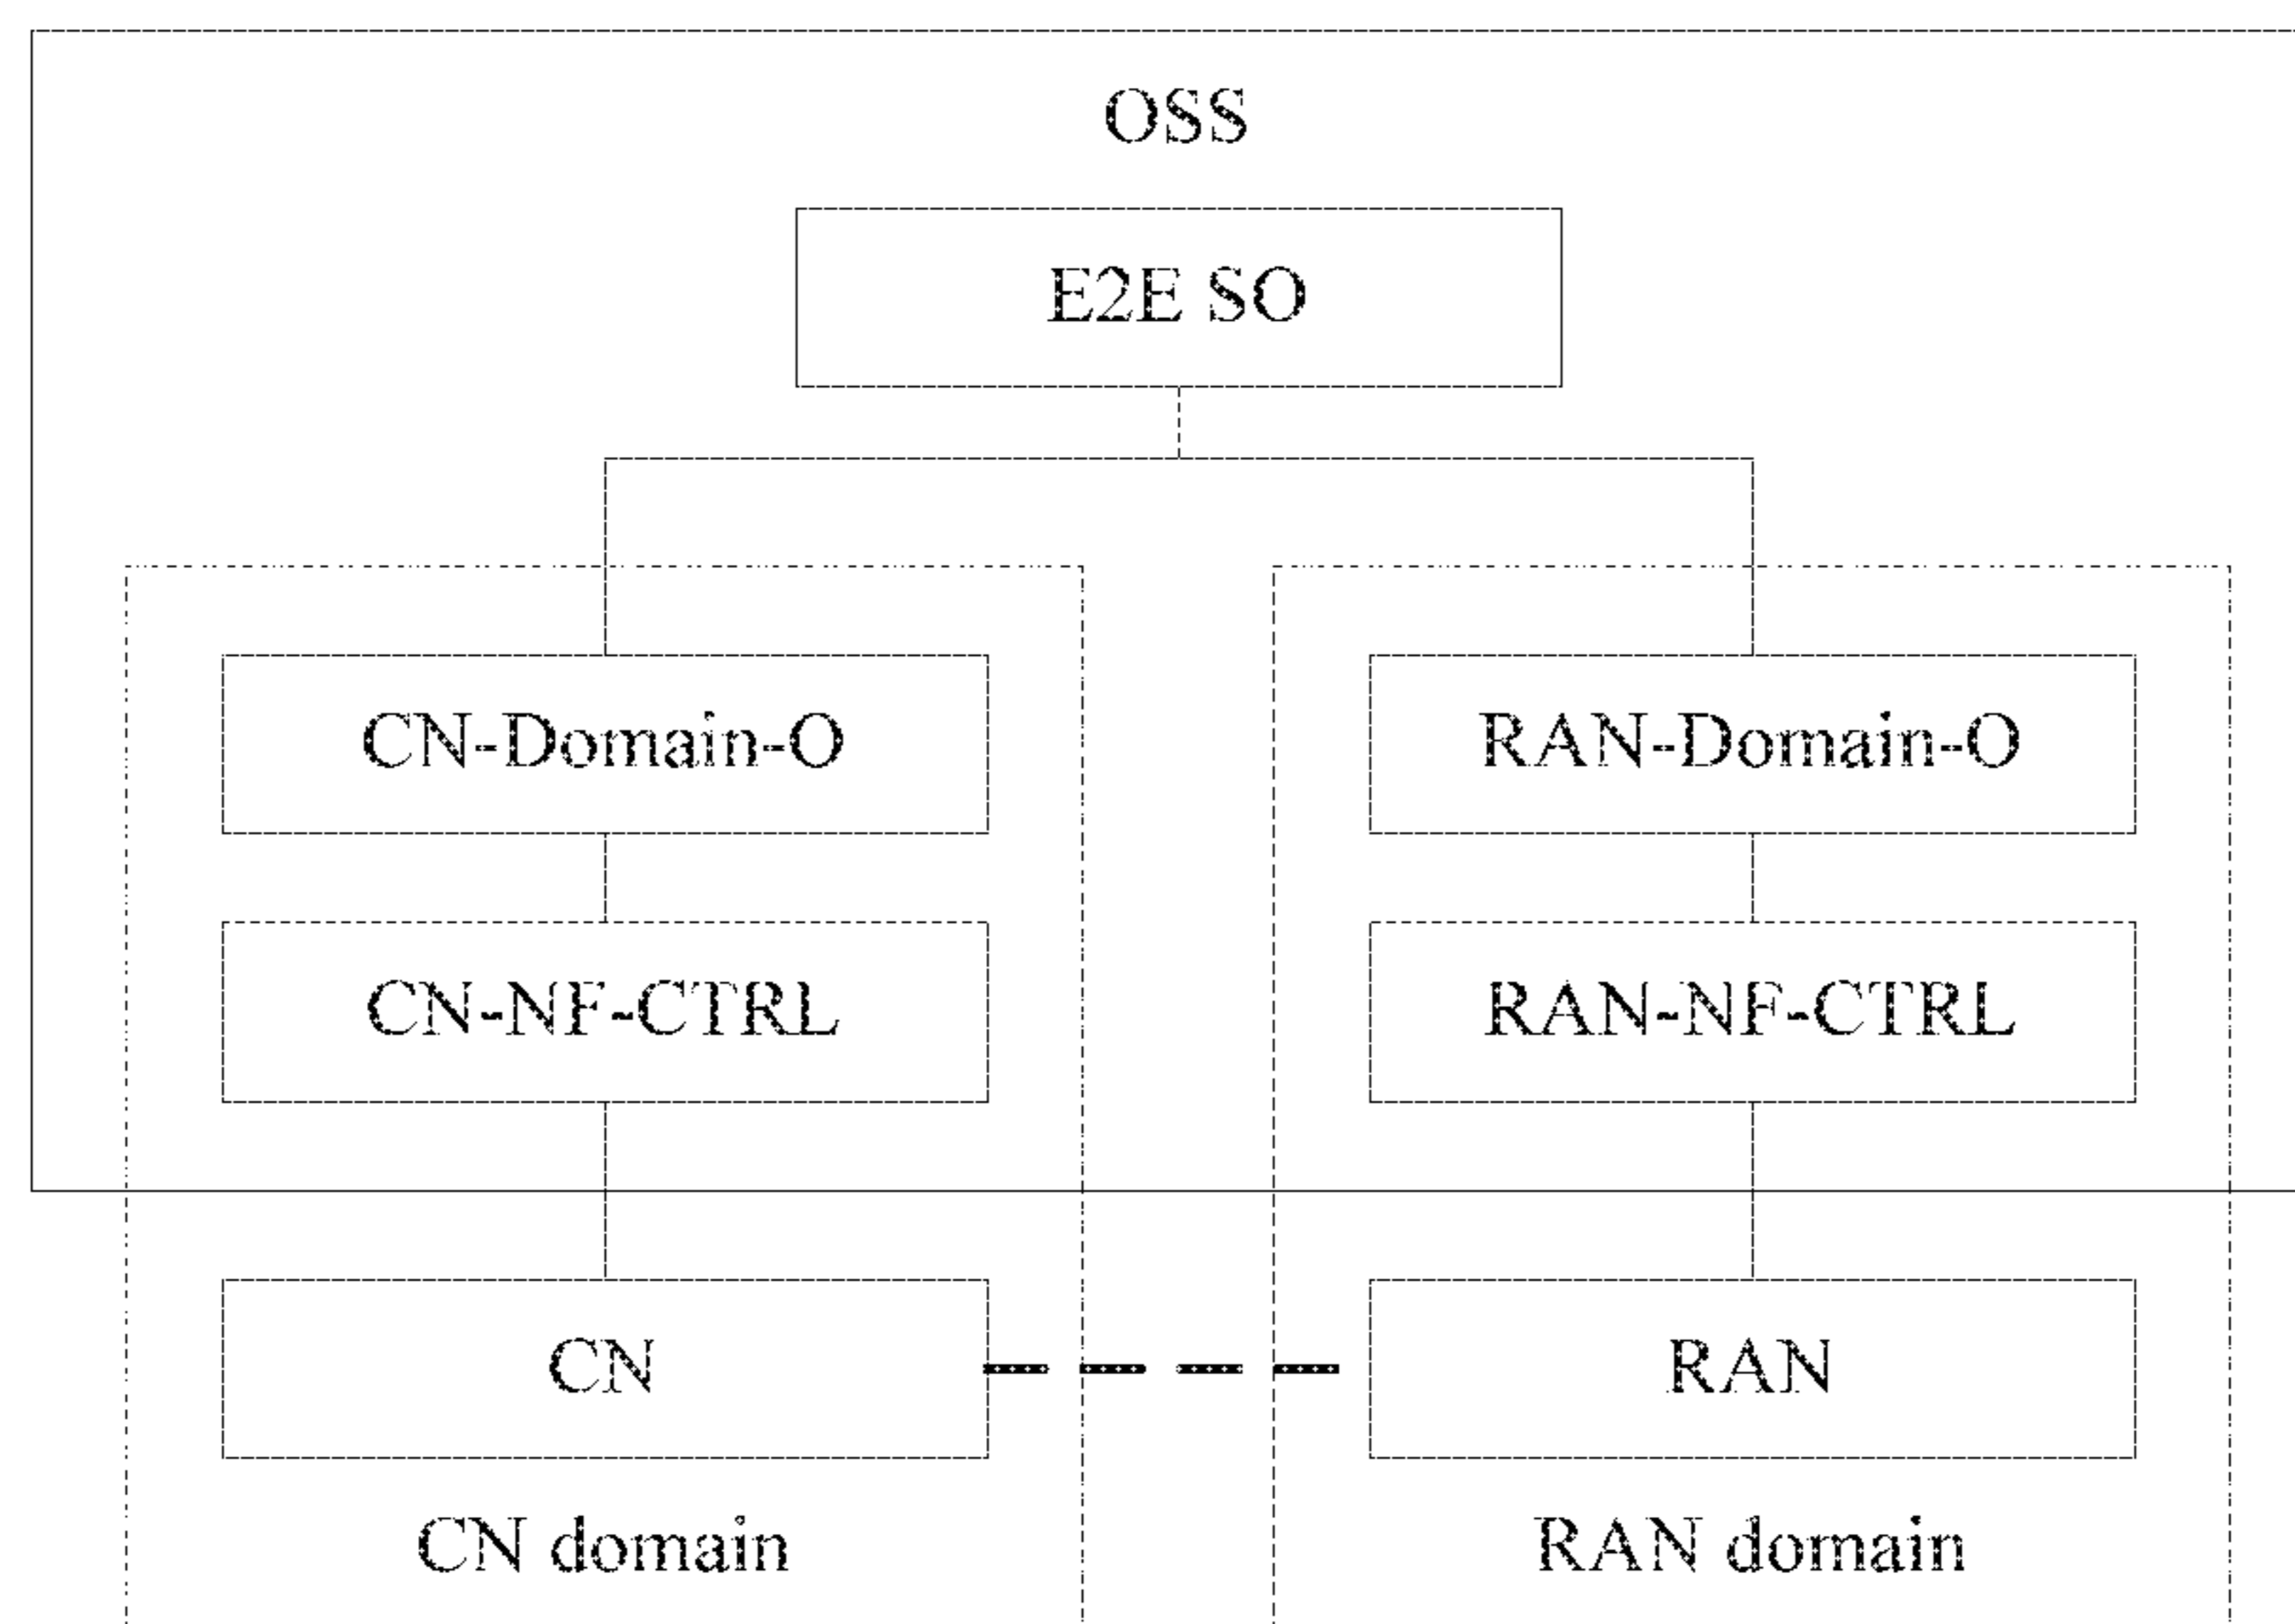 OSS
E2E SO
CN-Domain-O
RAN-Domain-O
CN-NF-CTRL
RAN-NF-CTRL
CN
RAN
CN domain
RAN domain